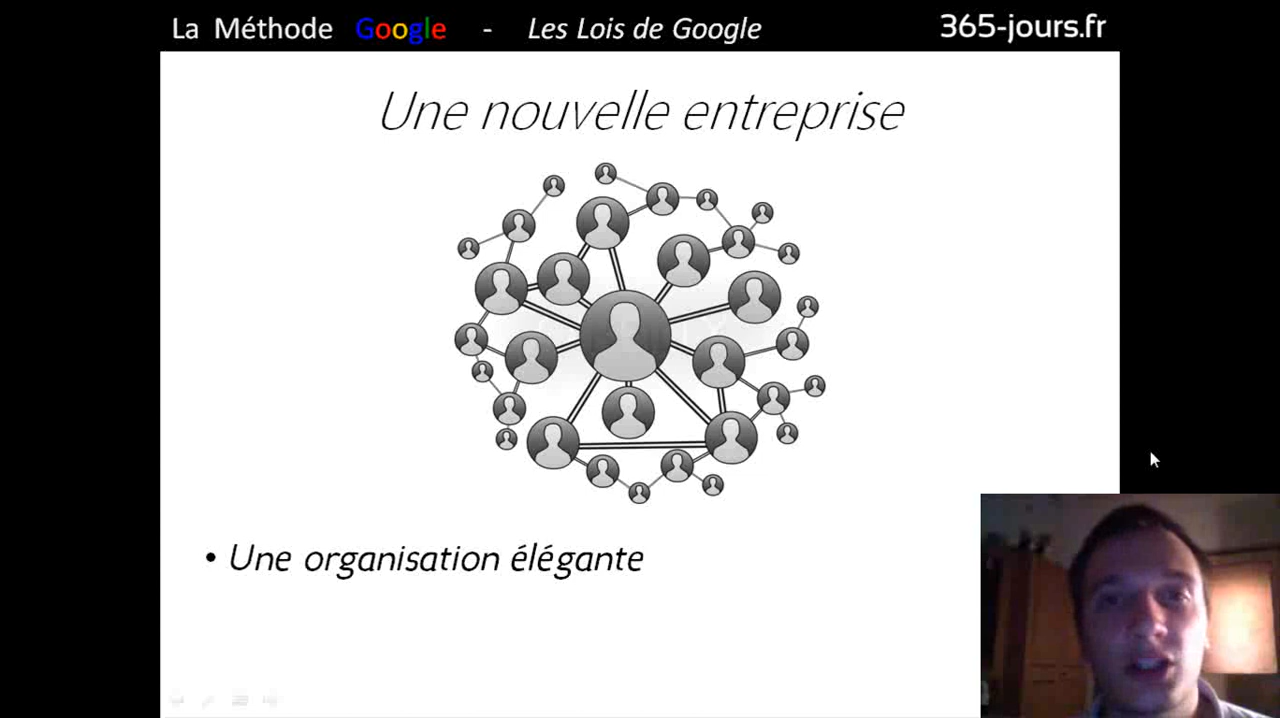 La Méthode Google - Les Lois de Google
365-jours.fr
Une nouvelle entreprise
• Une organisation élégante